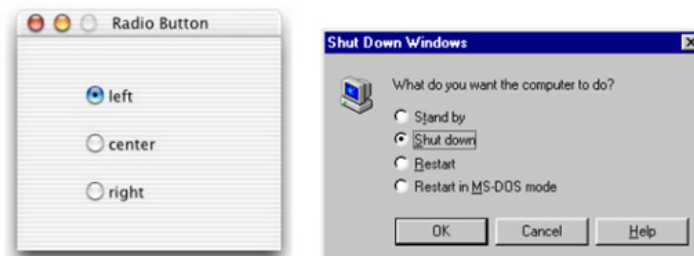 Radio Button
left
center
right
Shut Down Windows
What do you want the computer to do?
Stand by
Shut down
Restart
Restart in MS-DOS mode
OK Cancel Help